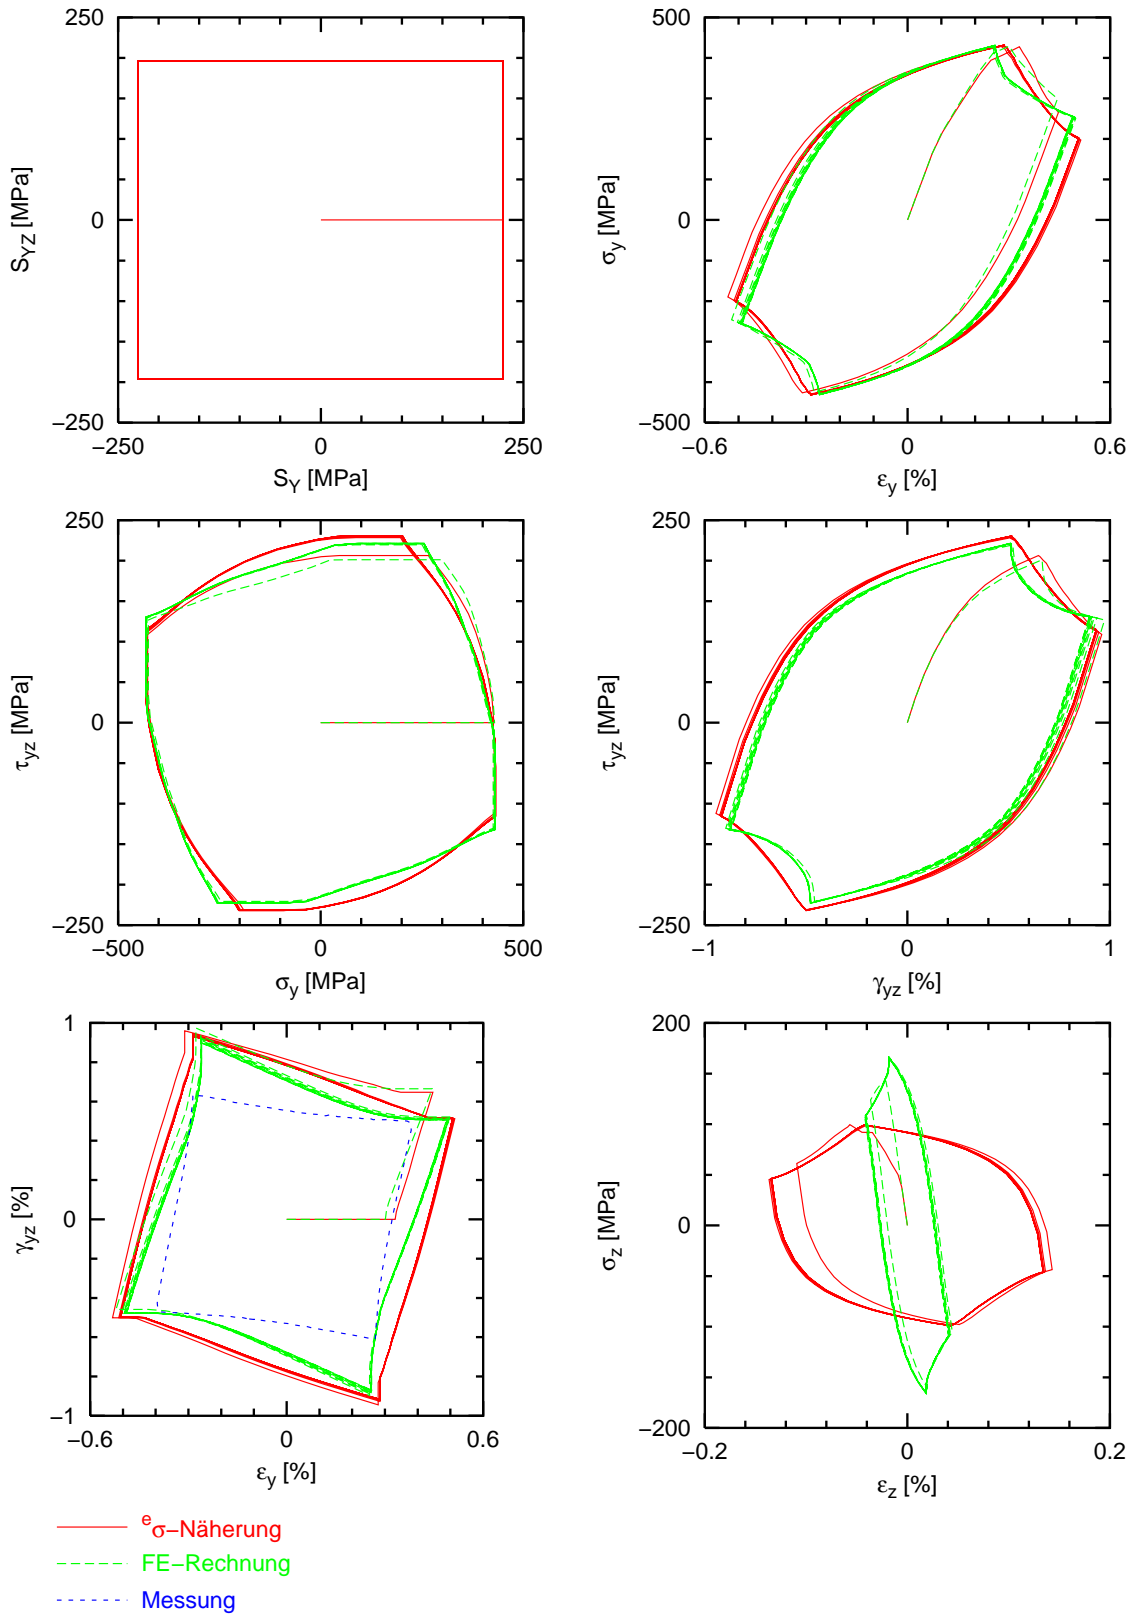 250
0
−250
−250
0
250
S_YZ [MPa]
S_Y [MPa]
500
0
−500
−0.6
0
0.6
σ_y [MPa]
ε_y [%]
250
0
−250
−500
0
500
τ_yz [MPa]
σ_y [MPa]
250
0
−250
−1
0
1
τ_yz [MPa]
γ_yz [%]
1
0
−1
−0.6
0
0.6
γ_yz [%]
ε_y [%]
200
0
−200
−0.2
0
0.2
σ_z [MPa]
ε_z [%]
ᵉσ−Näherung
FE−Rechnung
Messung